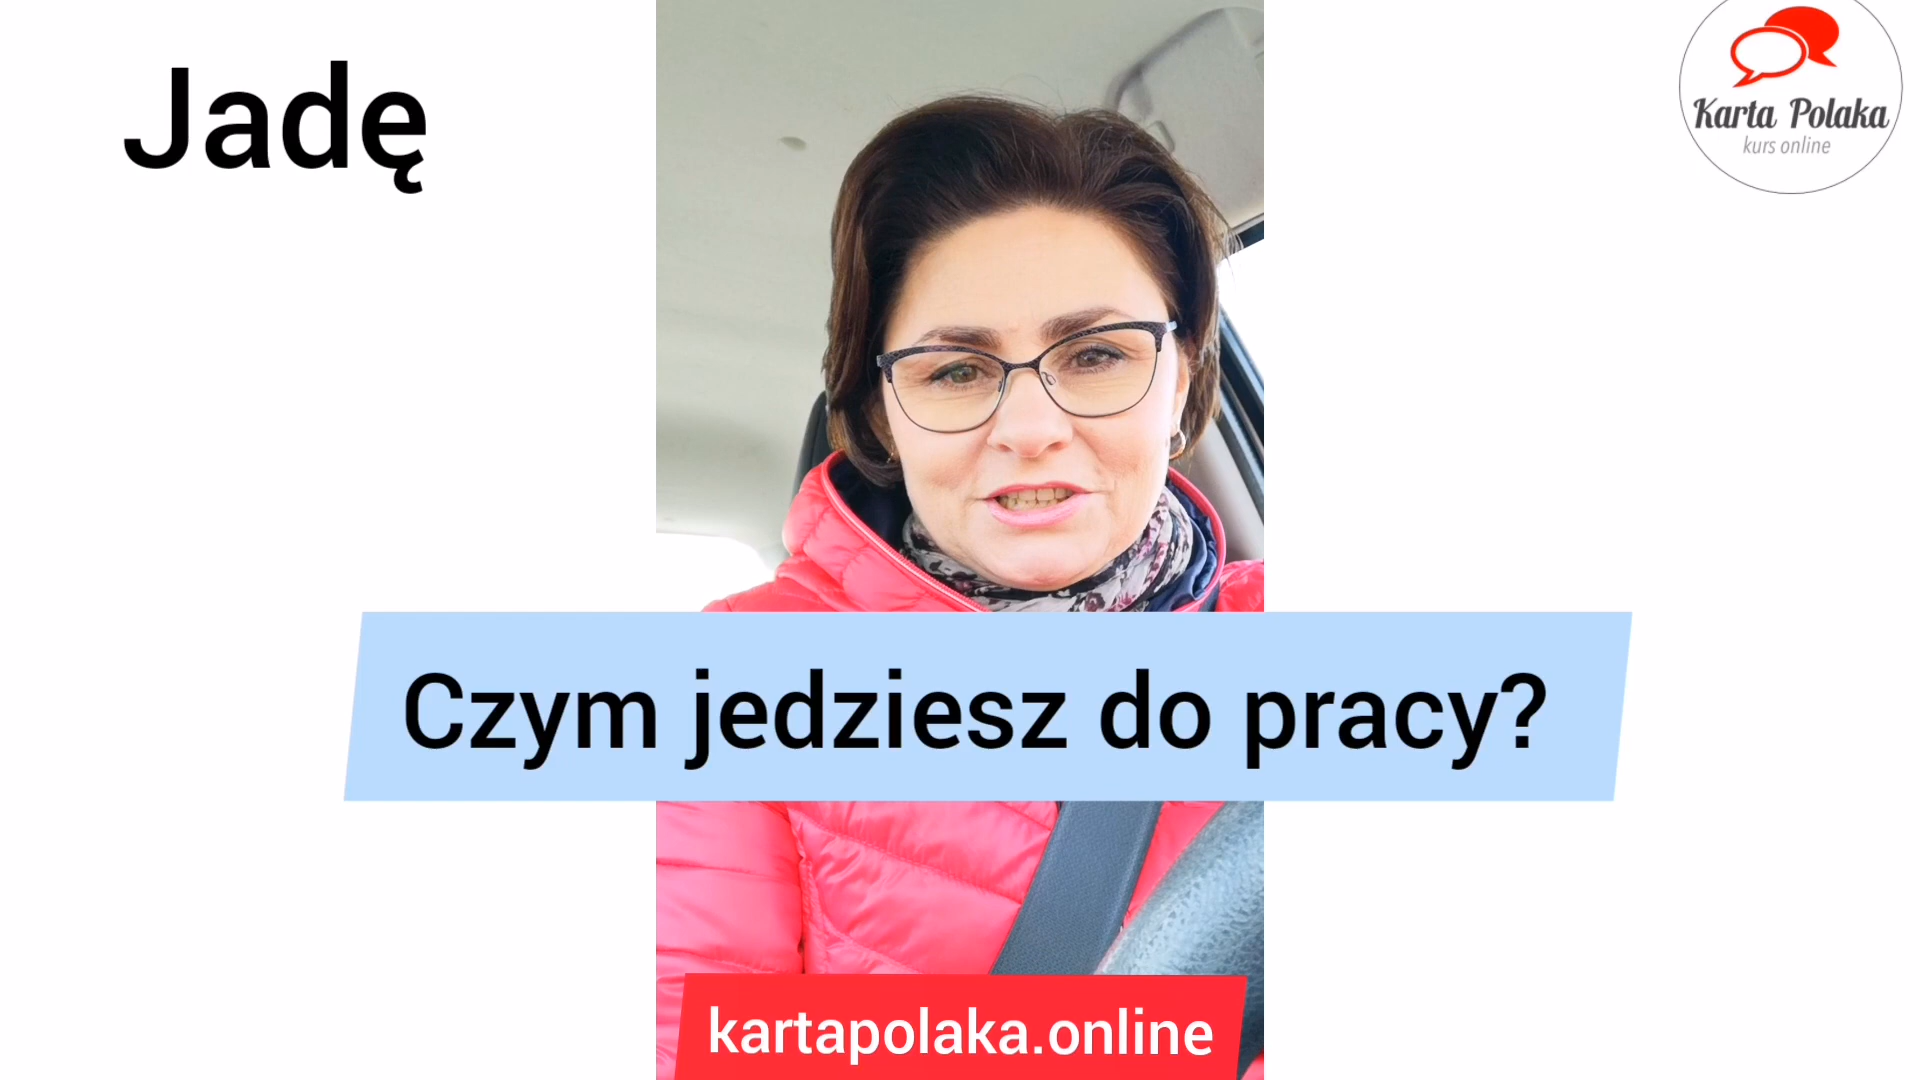 Jadę
Karta Polaka
kurs online
Czym jedziesz do pracy?
kartapolaka.online